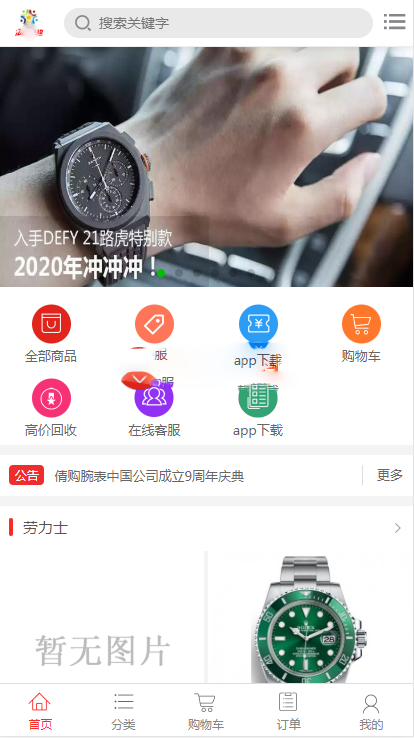 搜索关键字
入手DEFY 21路虎特别款
2020年冲冲冲！
全部商品
服
app下载
购物车
服
高价回收
在线客服
app下载
公告
倩购腕表中国公司成立9周年庆典
更多
劳力士
暂无图片
首页
分类
购物车
订单
我的